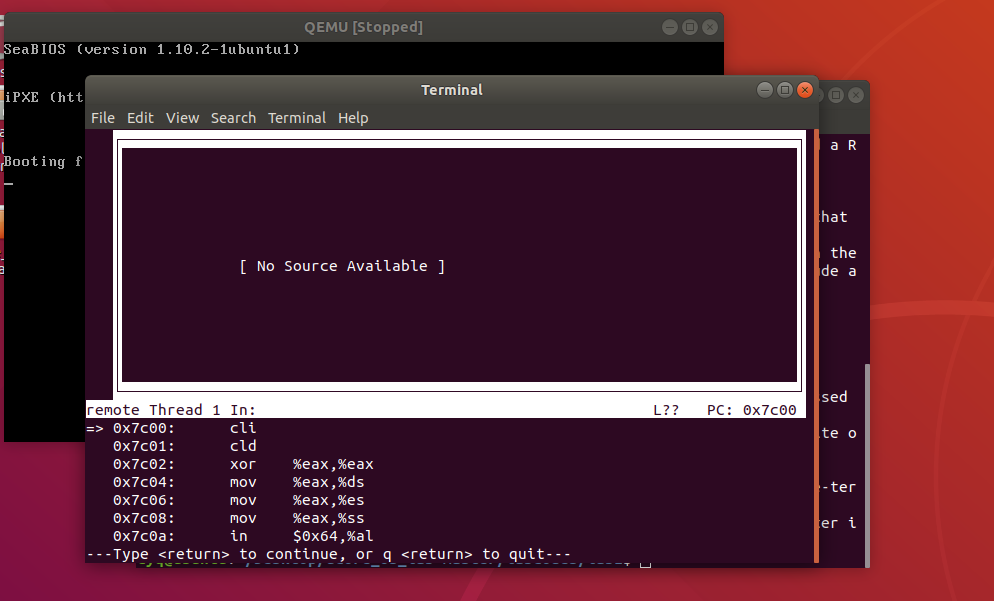 QEMU [Stopped]
SeaBIOS (version 1.10.2-1ubuntu1)
iPXE (htt
Booting f
Terminal
File Edit View Search Terminal Help
[ No Source Available ]
remote Thread 1 In: L?? PC: 0x7c00
=> 0x7c00: cli
0x7c01: cld
0x7c02: xor %eax,%eax
0x7c04: mov %eax,%ds
0x7c06: mov %eax,%es
0x7c08: mov %eax,%ss
0x7c0a: in $0x64,%al
---Type <return> to continue, or q <return> to quit---
a R
hat
the
de a
sed
te o
-ter
er i